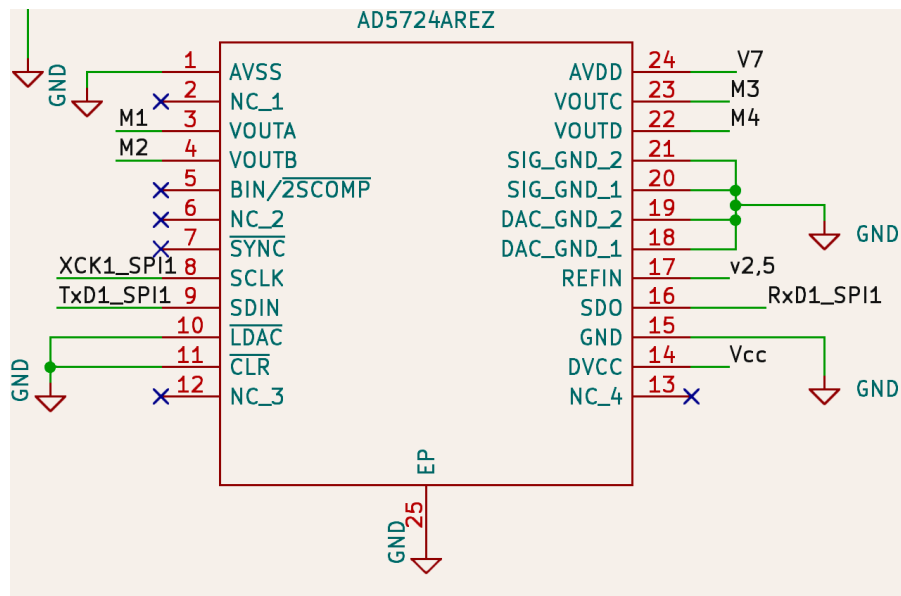 AD5724AREZ
GND
1 AVSS
AVDD 24 V7
2 NC_1
VOUTC 23 M3
M1 3 VOUTA
VOUTD 22 M4
M2 4 VOUTB
SIG_GND_2 21
5 BIN/2SCOMP
SIG_GND_1 20
6 NC_2
DAC_GND_2 19
GND
7 SYNC
DAC_GND_1 18
XCK1_SPI1 8 SCLK
REFIN 17 v2,5
TxD1_SPI1 9 SDIN
SDO 16 RxD1_SPI1
10 LDAC
GND 15
GND
11 CLR
DVCC 14 Vcc
12 NC_3
NC_4 13
GND
EP
25
GND